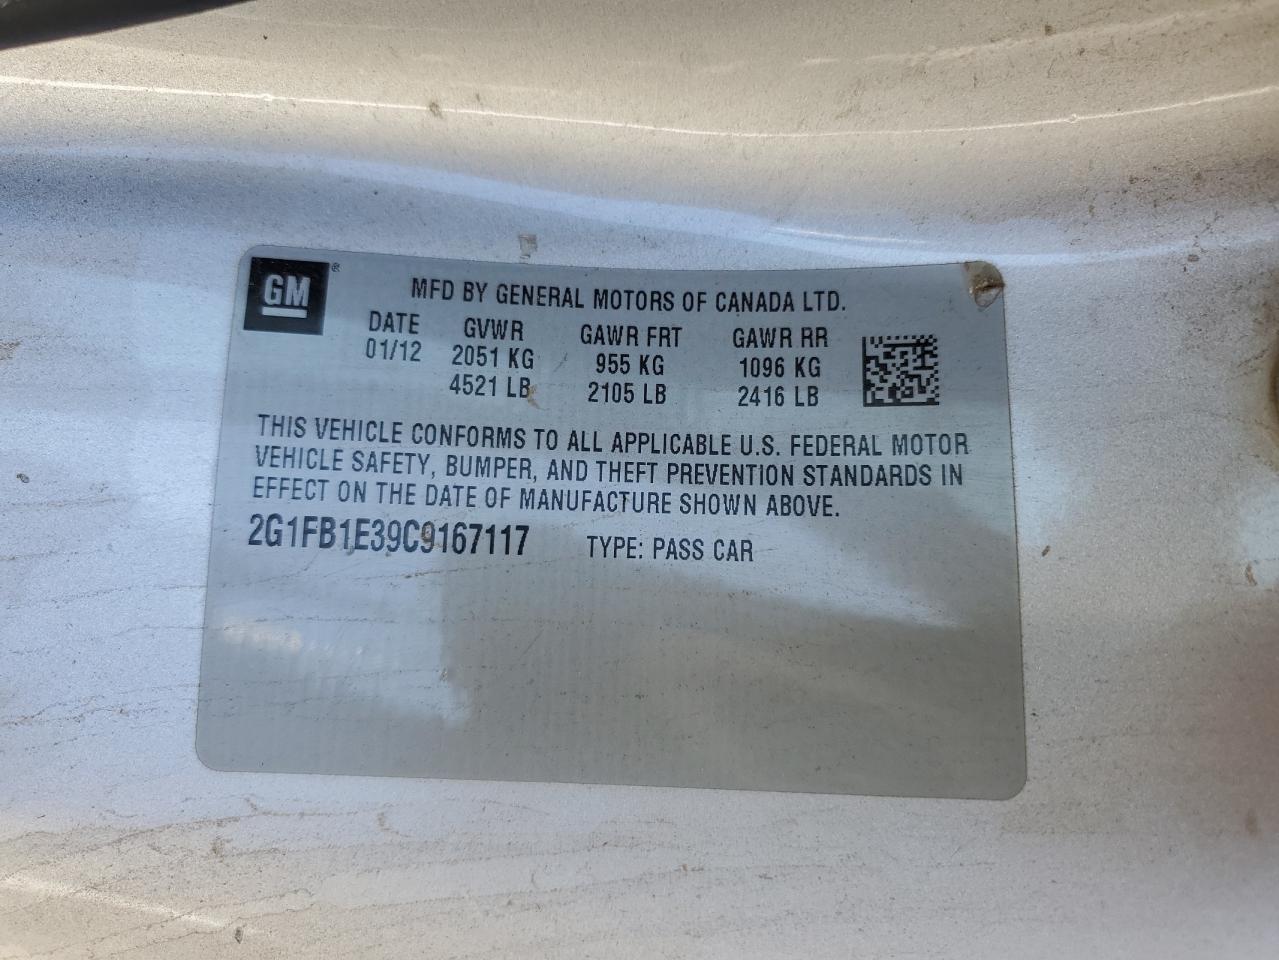 GM ®
MFD BY GENERAL MOTORS OF CANADA LTD.
DATE GVWR GAWR FRT GAWR RR
01/12 2051 KG 955 KG 1096 KG
4521 LB 2105 LB 2416 LB
THIS VEHICLE CONFORMS TO ALL APPLICABLE U.S. FEDERAL MOTOR
VEHICLE SAFETY, BUMPER, AND THEFT PREVENTION STANDARDS IN
EFFECT ON THE DATE OF MANUFACTURE SHOWN ABOVE.
2G1FB1E39C9167117 TYPE: PASS CAR